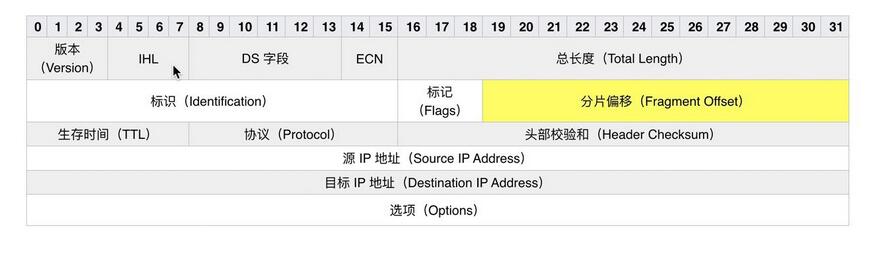 0 1 2 3 4 5 6 7 8 9 10 11 12 13 14 15 16 17 18 19 20 21 22 23 24 25 26 27 28 29 30 31
版本
（Version）
IHL
DS 字段
ECN
总长度（Total Length）
标识（Identification）
标记
（Flags）
分片偏移（Fragment Offset）
生存时间（TTL）
协议（Protocol）
头部校验和（Header Checksum）
源 IP 地址（Source IP Address）
目标 IP 地址（Destination IP Address）
选项（Options）